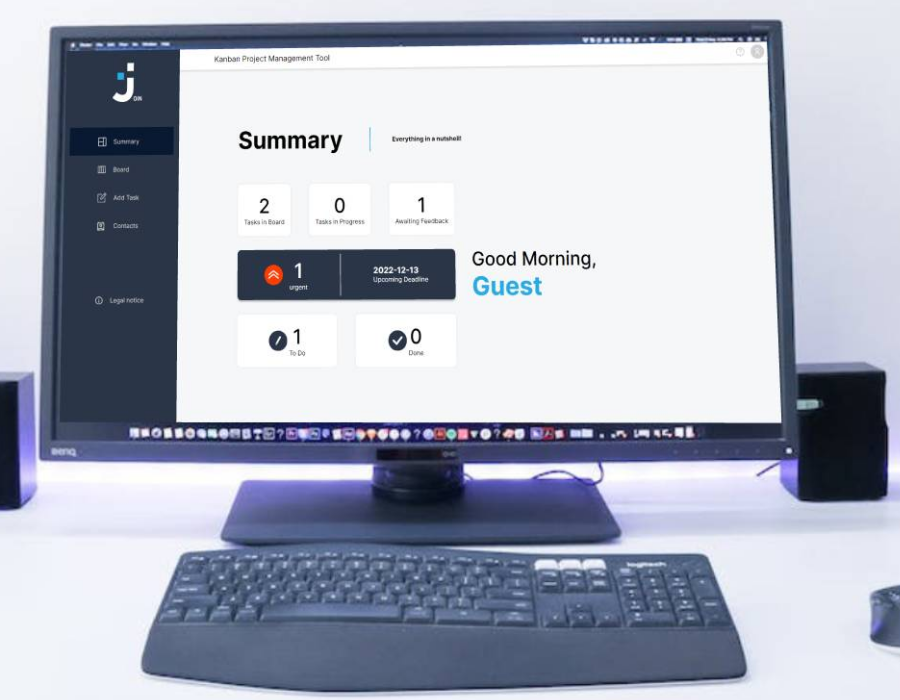 Kanban Project Management Tool
Join
Summary
Board
Add Task
Contacts
Legal notice
Summary
Everything in a nutshell!
2
Tasks in Board
0
Tasks in Progress
1
Awaiting Feedback
1
urgent
2022-12-13
Upcoming Deadline
Good Morning,
Guest
1
To Do
0
Done
BenQ
logitech